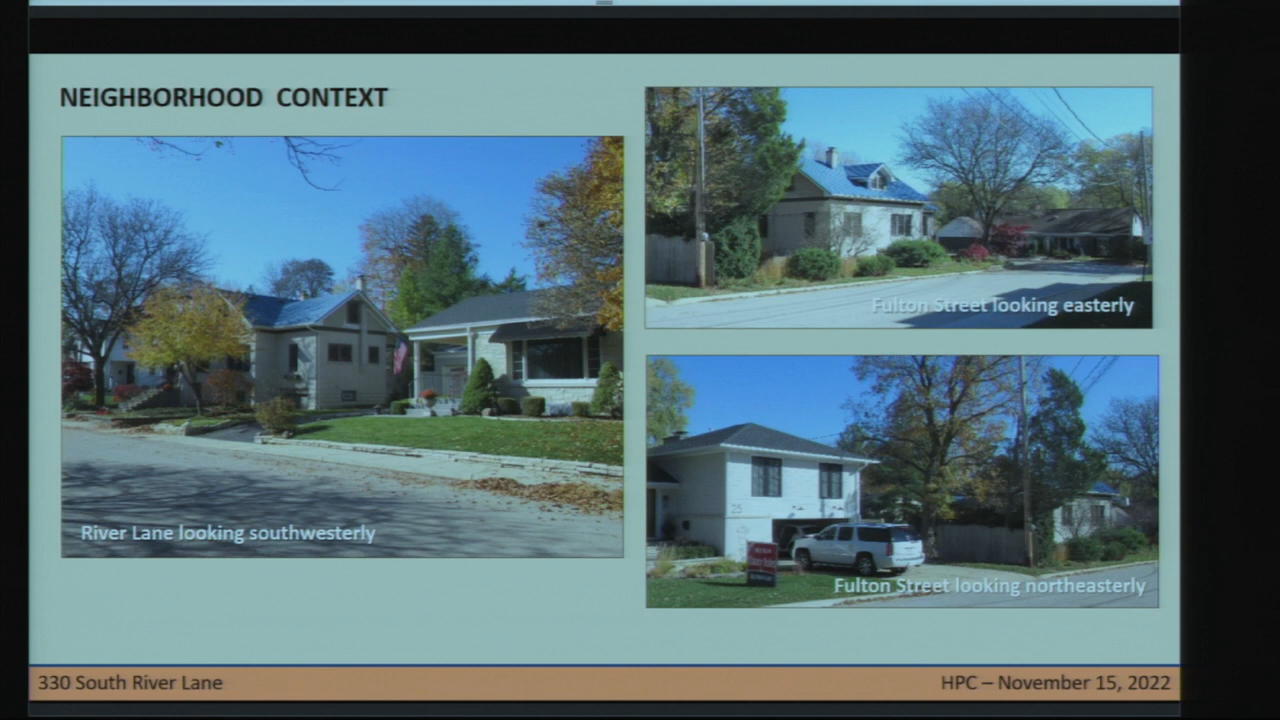 NEIGHBORHOOD CONTEXT
River Lane looking southwesterly
Fulton Street looking easterly
25
Fulton Street looking northeasterly
330 South River Lane
HPC – November 15, 2022